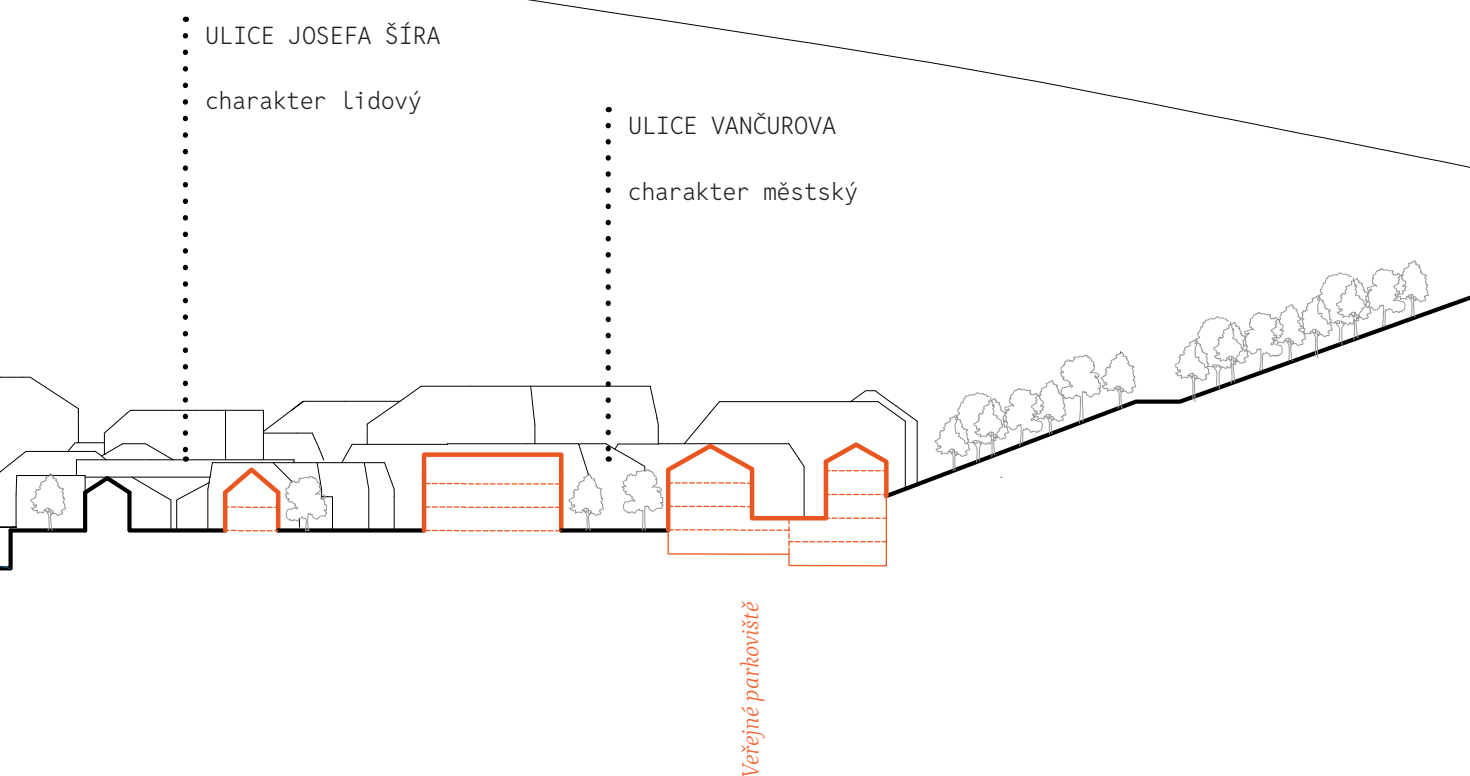 ULICE JOSEFA ŠÍRA
charakter lidový
ULICE VANČUROVA
charakter městský
Veřejné parkoviště